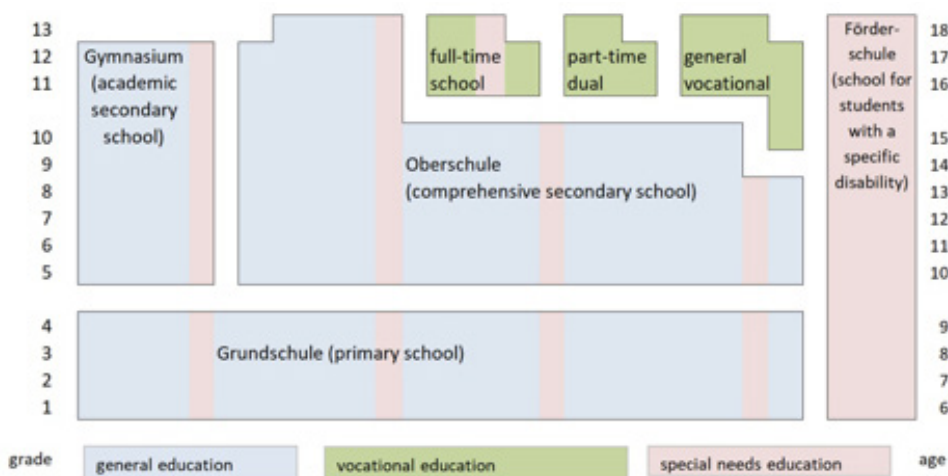 13
12
11
10
9
8
7
6
5
4
3
2
1
grade
Gymnasium
(academic
secondary
school)
full-time
school
part-time
dual
general
vocational
Oberschule
(comprehensive secondary school)
Grundschule (primary school)
Förder-
schule
(school for
students
with a
specific
disability)
18
17
16
15
14
13
12
11
10
9
8
7
6
age
general education
vocational education
special needs education